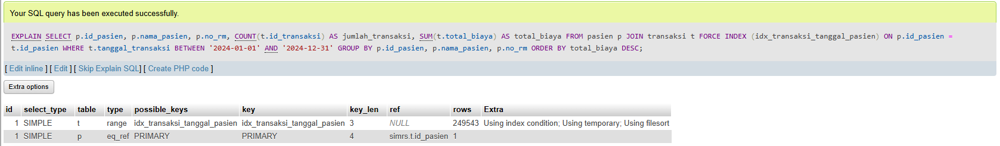 Your SQL query has been executed successfully.
EXPLAIN SELECT p.id_pasien, p.nama_pasien, p.no_rm, COUNT(t.id_transaksi) AS jumlah_transaksi, SUM(t.total_biaya) AS total_biaya FROM pasien p JOIN transaksi t FORCE INDEX (idx_transaksi_tanggal_pasien) ON p.id_pasien =
t.id_pasien WHERE t.tanggal_transaksi BETWEEN '2024-01-01' AND '2024-12-31' GROUP BY p.id_pasien, p.nama_pasien, p.no_rm ORDER BY total_biaya DESC;
[ Edit inline ] [ Edit ] [ Skip Explain SQL] [ Create PHP code ]
Extra options
id select_type table type possible_keys key key_len ref rows Extra
1 SIMPLE t range idx_transaksi_tanggal_pasien idx_transaksi_tanggal_pasien 3 NULL 249543 Using index condition; Using temporary; Using filesort
1 SIMPLE p eq_ref PRIMARY PRIMARY 4 simrs.t.id_pasien 1